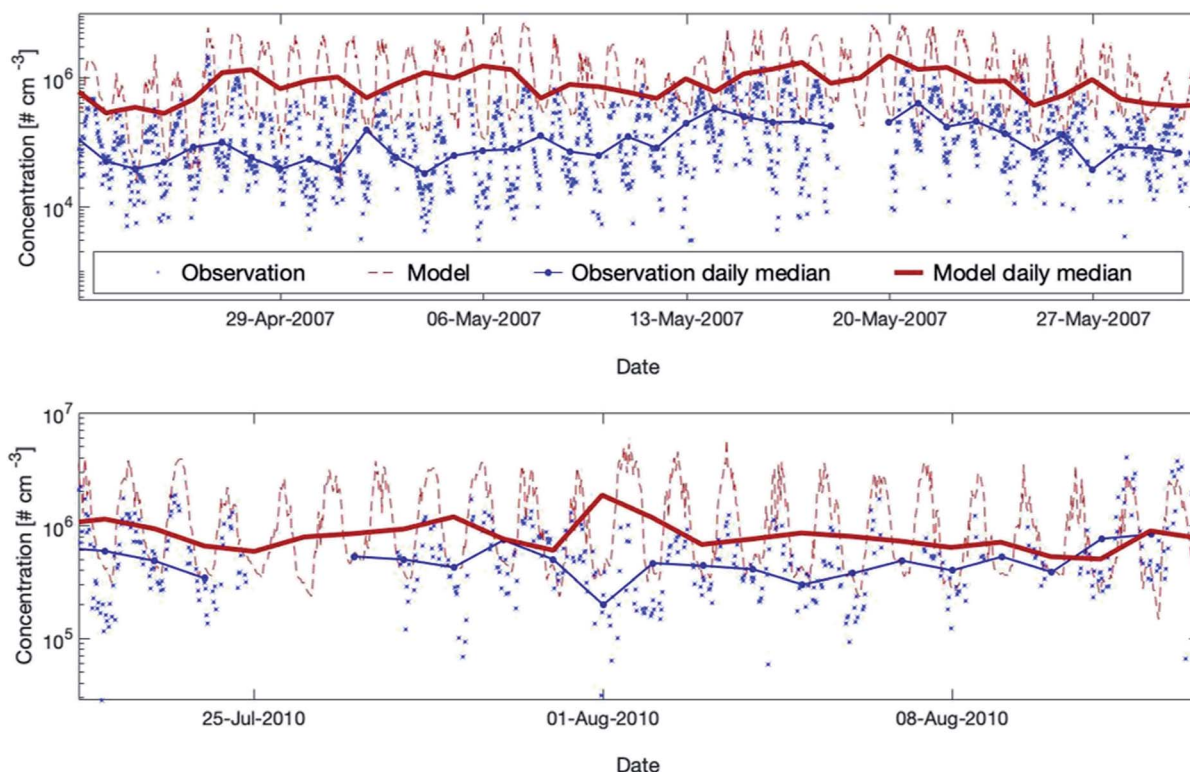 Concentration [# cm -3]
10^6
10^4
Observation Model Observation daily median Model daily median
29-Apr-2007 06-May-2007 13-May-2007 20-May-2007 27-May-2007
Date
Concentration [# cm -3]
10^7
10^6
10^5
25-Jul-2010 01-Aug-2010 08-Aug-2010
Date